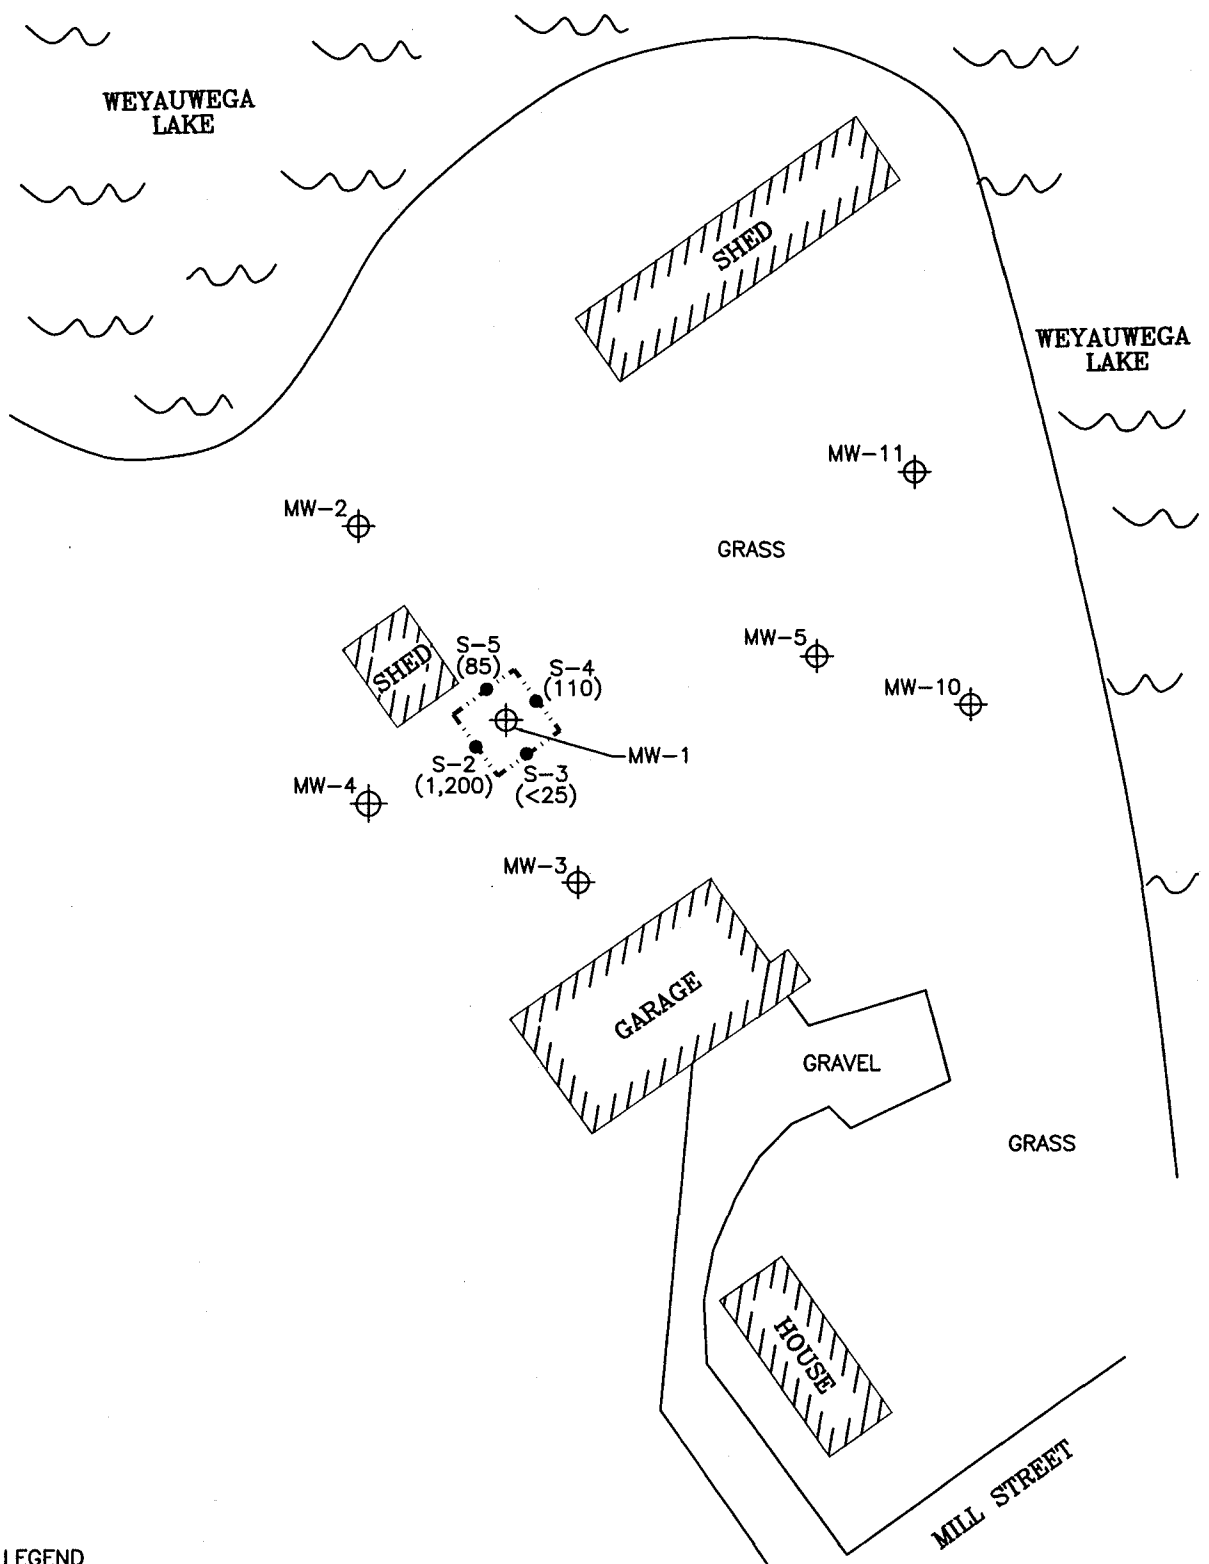 WEYAUWEGA
LAKE
SHED
WEYAUWEGA
LAKE
MW-11
MW-2
GRASS
MW-5
S-5
(85)
S-4
(110)
SHED
MW-10
MW-1
S-2
(1,200)
S-3
(<25)
MW-4
MW-3
GARAGE
GRAVEL
GRASS
HOUSE
MILL STREET
LEGEND